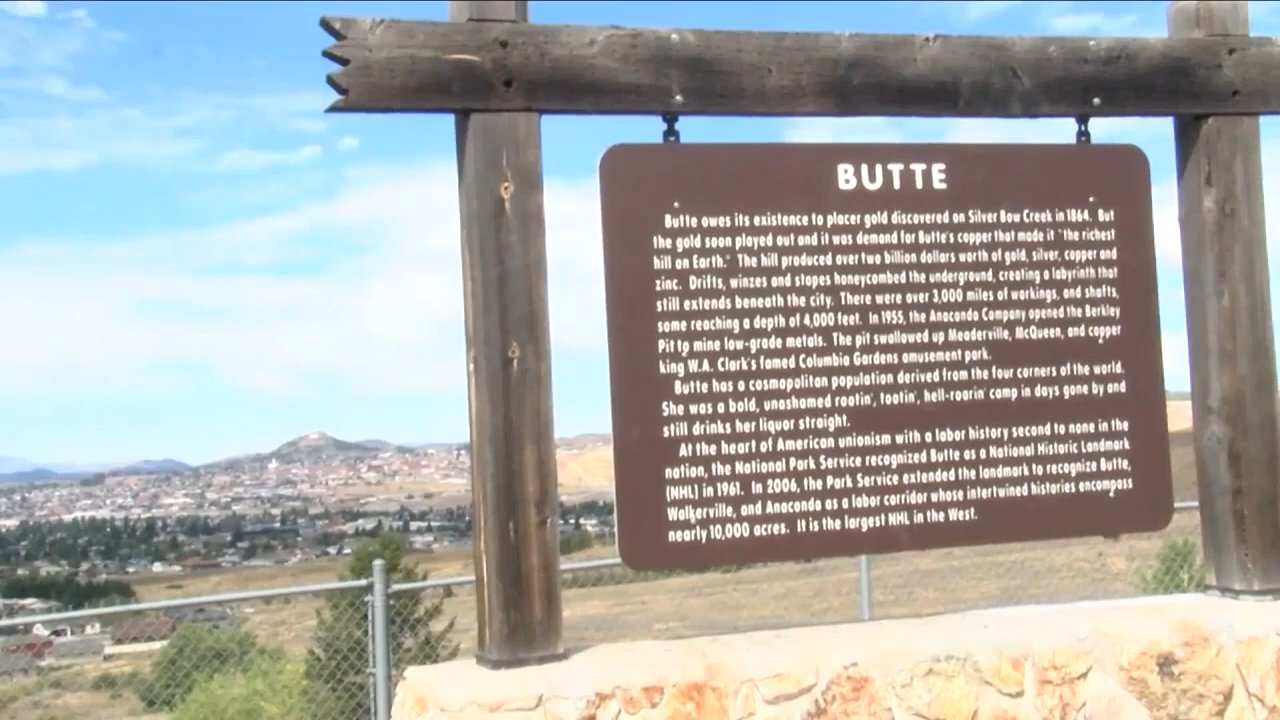 BUTTE
Butte owes its existence to placer gold discovered on Silver Bow Creek in 1864. But
the gold soon played out and it was demand for Butte's copper that made it "the richest
hill on Earth." The hill produced over two billion dollars worth of gold, silver, copper and
zinc. Drifts, winzes and stopes honeycombed the underground, creating a labyrinth that
still extends beneath the city. There were over 3,000 miles of workings, and shafts,
some reaching a depth of 4,000 feet. In 1955, the Anaconda Company opened the Berkley
Pit to mine low-grade metals. The pit swallowed up Meaderville, McQueen, and copper
king W.A. Clark's famed Columbia Gardens amusement park.
Butte has a cosmopolitan population derived from the four corners of the world.
She was a bold, unashamed rootin', tootin', hell-roarin' camp in days gone by and
still drinks her liquor straight.
At the heart of American unionism with a labor history second to none in the
nation, the National Park Service recognized Butte as a National Historic Landmark
(NHL) in 1961. In 2006, the Park Service extended the landmark to recognize Butte,
Walkerville, and Anaconda as a labor corridor whose intertwined histories encompass
nearly 10,000 acres. It is the largest NHL in the West.